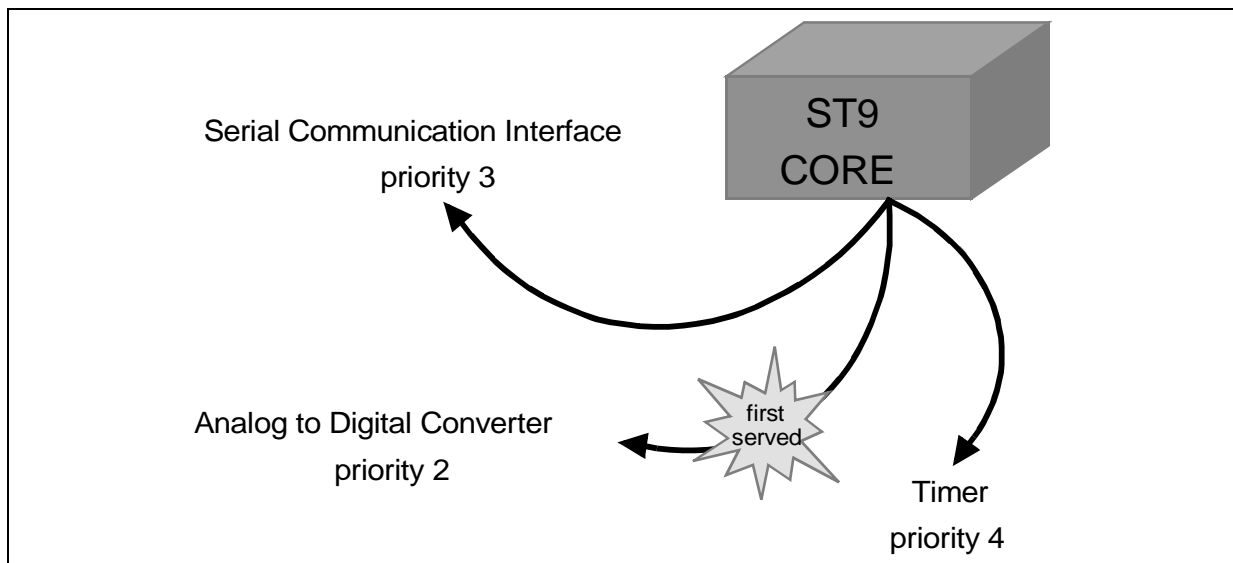 ST9
CORE
Serial Communication Interface
priority 3
first
served
Analog to Digital Converter
priority 2
Timer
priority 4